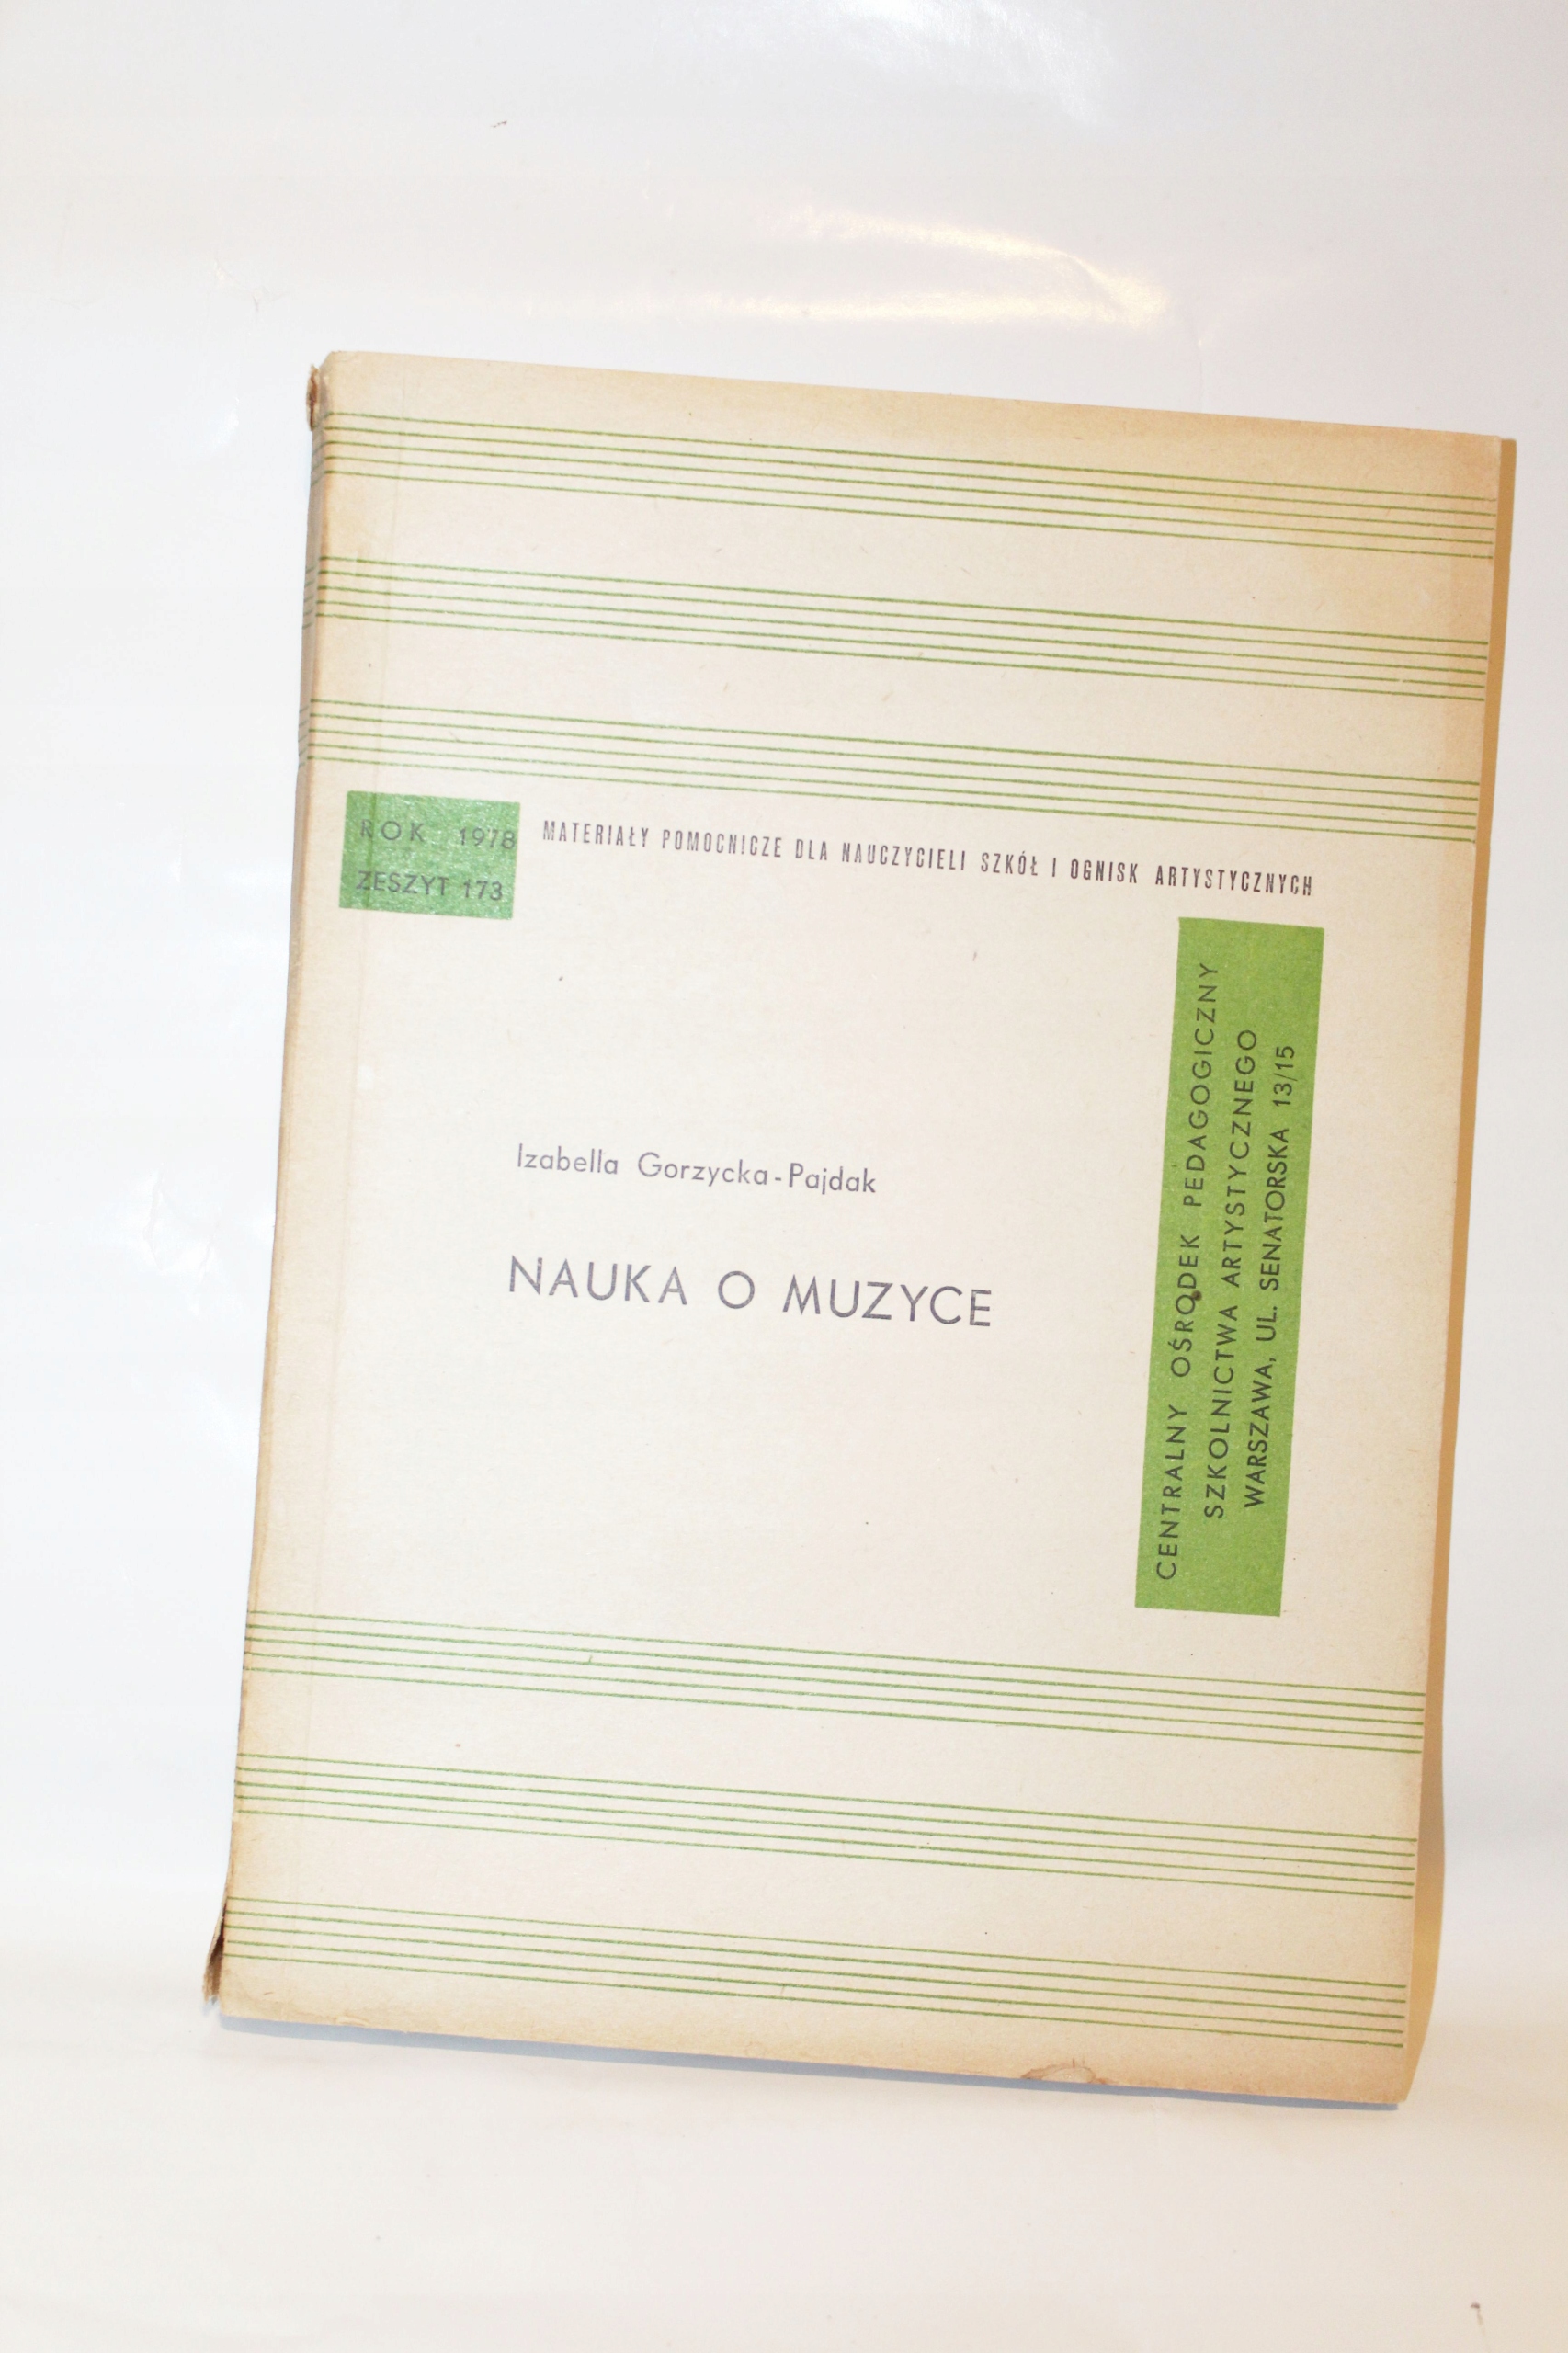 ROK 1978
ZESZYT 173
MATERIAŁY POMOCNICZE DLA NAUCZYCIELI SZKÓŁ I OGNISK ARTYSTYCZNYCH
Izabella Gorzycka-Pajdak
NAUKA O MUZYCE
CENTRALNY OŚRODEK PEDAGOGICZNY
SZKOLNICTWA ARTYSTYCZNEGO
WARSZAWA, UL. SENATORSKA 13/15